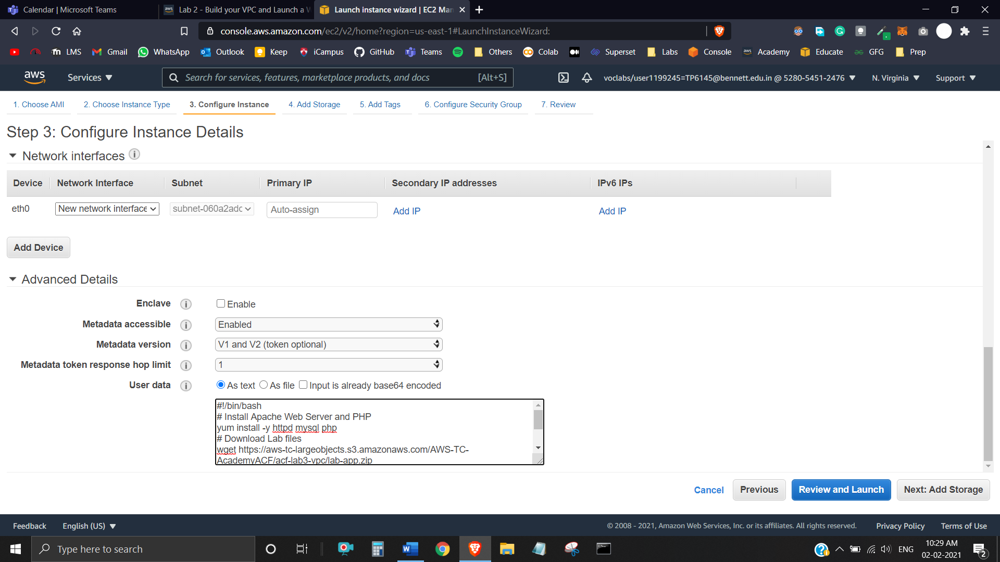 Calendar | Microsoft Teams
aws Lab 2 - Build your VPC and Launch a W
Launch instance wizard | EC2 Man
console.aws.amazon.com/ec2/v2/home?region=us-east-1#LaunchInstanceWizard:
LMS Gmail WhatsApp Outlook Keep iCampus GitHub Teams Others Colab Superset Labs Console aws Academy Educate GFG Prep
aws Services Search for services, features, marketplace products, and docs [Alt+S] voclabs/user1199245=TP6145@bennett.edu.in @ 5280-5451-2476 N. Virginia Support
1. Choose AMI 2. Choose Instance Type 3. Configure Instance 4. Add Storage 5. Add Tags 6. Configure Security Group 7. Review
Step 3: Configure Instance Details
Network interfaces i
Device Network Interface Subnet Primary IP Secondary IP addresses IPv6 IPs
eth0 New network interface subnet-060a2adc Auto-assign Add IP Add IP
Add Device
Advanced Details
Enclave i Enable
Metadata accessible i Enabled
Metadata version i V1 and V2 (token optional)
Metadata token response hop limit i 1
User data i As text As file Input is already base64 encoded
#!/bin/bash
# Install Apache Web Server and PHP
yum install -y httpd mysql php
# Download Lab files
wget https://aws-tc-largeobjects.s3.amazonaws.com/AWS-TC-
AcademyACF/acf-lab3-vpc/lab-app.zip
Cancel Previous Review and Launch Next: Add Storage
Feedback English (US) © 2008 - 2021, Amazon Web Services, Inc. or its affiliates. All rights reserved. Privacy Policy Terms of Use
Type here to search
ENG
10:29 AM
02-02-2021
2